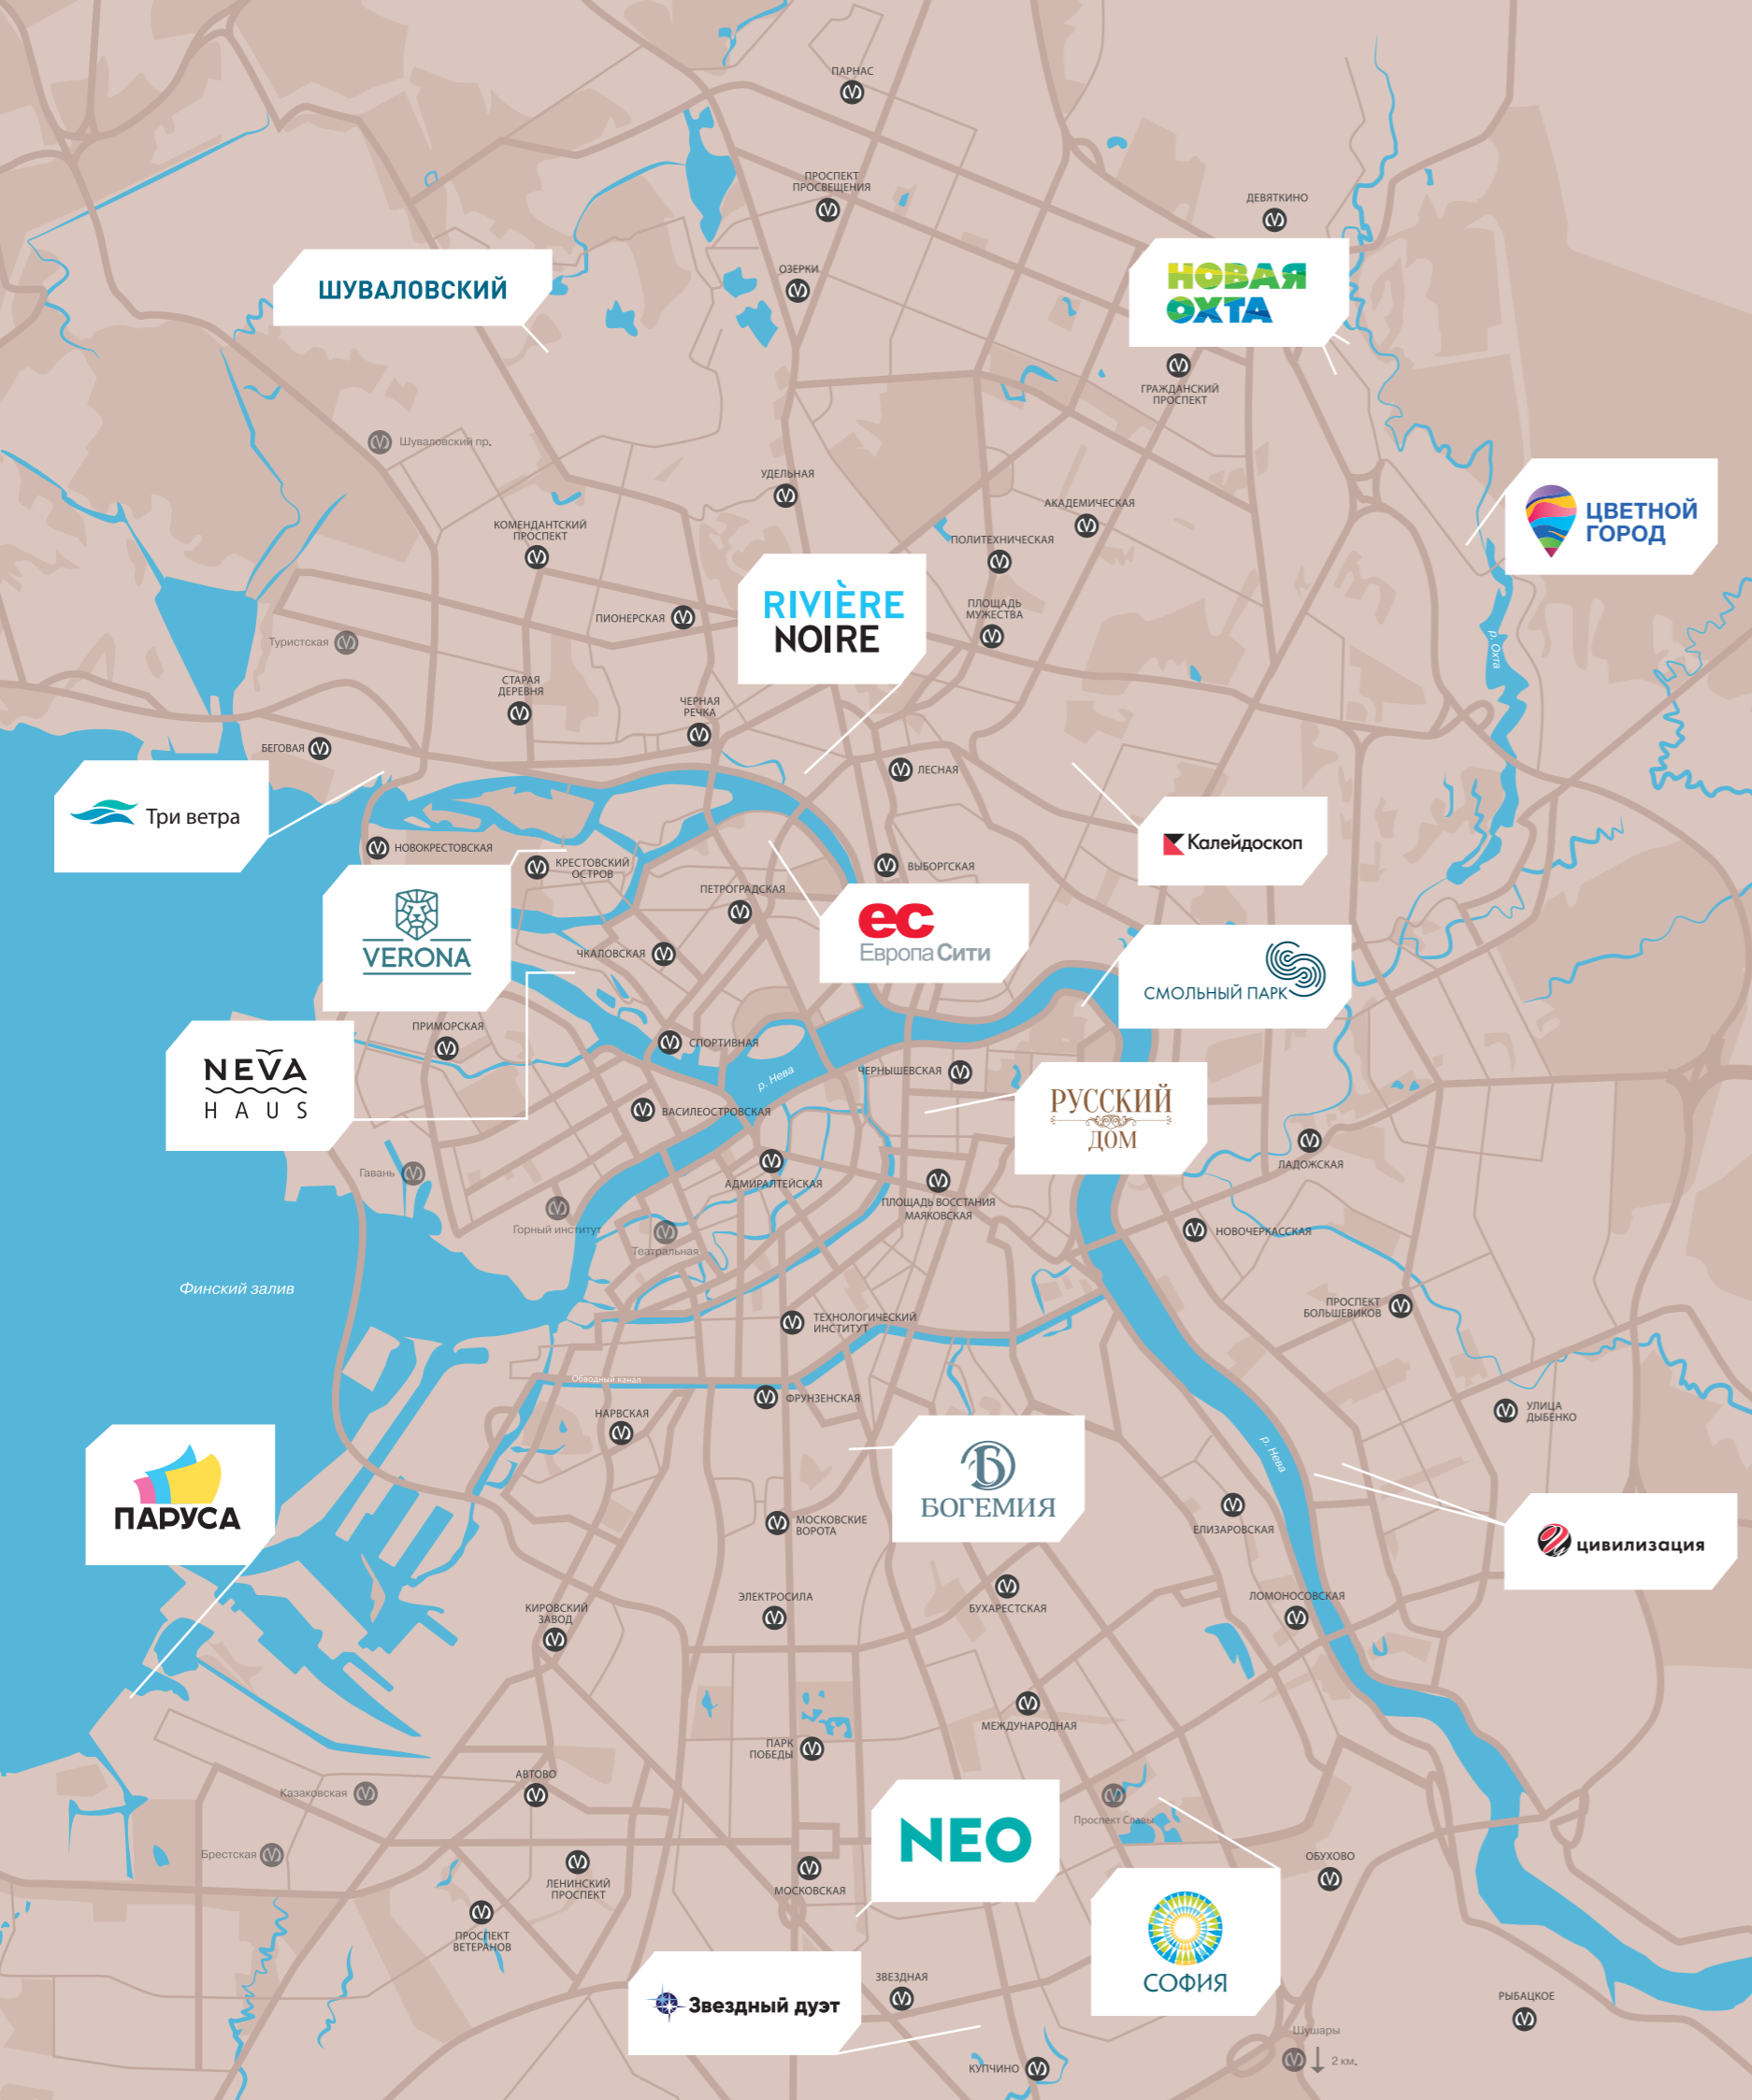 ПАРНАС
ПРОСПЕКТ
ПРОСВЕЩЕНИЯ
ДЕВЯТКИНО
ОЗЕРКИ
ШУВАЛОВСКИЙ
НОВАЯ
ОХТА
ГРАЖДАНСКИЙ
ПРОСПЕКТ
Шуваловский пр.
УДЕЛЬНАЯ
АКАДЕМИЧЕСКАЯ
ЦВЕТНОЙ
ГОРОД
КОМЕНДАНТСКИЙ
ПРОСПЕКТ
ПОЛИТЕХНИЧЕСКАЯ
RIVIÈRE
NOIRE
ПИОНЕРСКАЯ
ПЛОЩАДЬ
МУЖЕСТВА
Туристская
р. Охта
СТАРАЯ
ДЕРЕВНЯ
ЧЕРНАЯ
РЕЧКА
БЕГОВАЯ
ЛЕСНАЯ
Три ветра
НОВОКРЕСТОВСКАЯ
КРЕСТОВСКИЙ
ОСТРОВ
ВЫБОРГСКАЯ
Калейдоскоп
ПЕТРОГРАДСКАЯ
VERONA
ес
Европа Сити
ЧКАЛОВСКАЯ
СМОЛЬНЫЙ ПАРК
ПРИМОРСКАЯ
СПОРТИВНАЯ
NEVA
HAUS
р. Нева
ЧЕРНЫШЕВСКАЯ
РУССКИЙ
ДОМ
ВАСИЛЕОСТРОВСКАЯ
ЛАДОЖСКАЯ
Гавань
АДМИРАЛТЕЙСКАЯ
ПЛОЩАДЬ ВОССТАНИЯ
МАЯКОВСКАЯ
Горный институт
НОВОЧЕРКАССКАЯ
Театральная
Финский залив
ПРОСПЕКТ
БОЛЬШЕВИКОВ
ТЕХНОЛОГИЧЕСКИЙ
ИНСТИТУТ
Обводный канал
ФРУНЗЕНСКАЯ
НАРВСКАЯ
УЛИЦА
ДЫБЕНКО
р. Нева
ПАРУСА
БОГЕМИЯ
МОСКОВСКИЕ
ВОРОТА
ЕЛИЗАРОВСКАЯ
цивилизация
ЭЛЕКТРОСИЛА
КИРОВСКИЙ
ЗАВОД
БУХАРЕСТСКАЯ
ЛОМОНОСОВСКАЯ
МЕЖДУНАРОДНАЯ
ПАРК
ПОБЕДЫ
АВТОВО
Казаковская
NEO
Проспект Славы
Брестская
ОБУХОВО
ЛЕНИНСКИЙ
ПРОСПЕКТ
МОСКОВСКАЯ
ПРОСПЕКТ
ВЕТЕРАНОВ
СОФИЯ
ЗВЕЗДНАЯ
Звездный дуэт
РЫБАЦКОЕ
Шушары
2 км.
КУПЧИНО